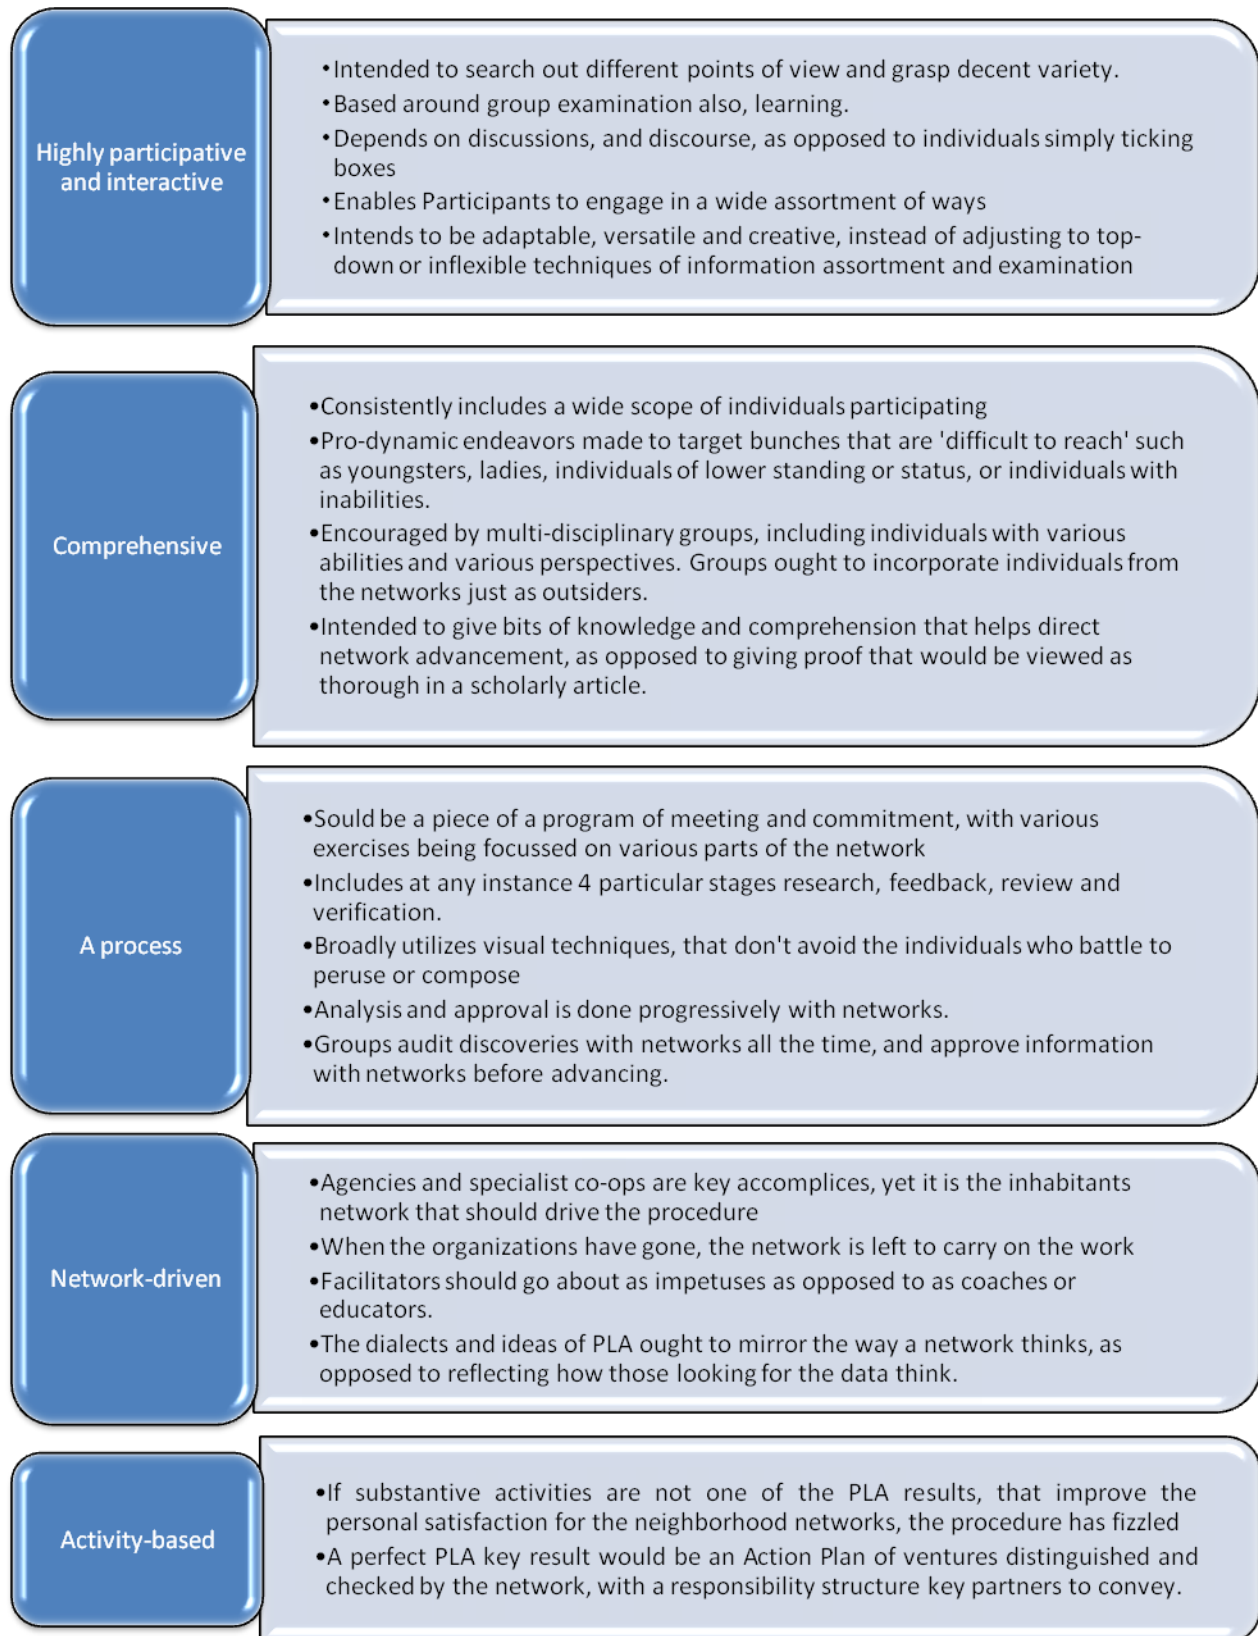 Highly participative
and interactive
•Intended to search out different points of view and grasp decent variety.
•Based around group examination also, learning.
•Depends on discussions, and discourse, as opposed to individuals simply ticking
boxes
•Enables Participants to engage in a wide assortment of ways
•Intends to be adaptable, versatile and creative, instead of adjusting to top-
down or inflexible techniques of information assortment and examination
Comprehensive
•Consistently includes a wide scope of individuals participating
•Pro-dynamic endeavors made to target bunches that are 'difficult to reach' such
as youngsters, ladies, individuals of lower standing or status, or individuals with
inabilities.
•Encouraged by multi-disciplinary groups, including individuals with various
abilities and various perspectives. Groups ought to incorporate individuals from
the networks just as outsiders.
•Intended to give bits of knowledge and comprehension that helps direct
network advancement, as opposed to giving proof that would be viewed as
thorough in a scholarly article.
A process
•Sould be a piece of a program of meeting and commitment, with various
exercises being focussed on various parts of the network
•Includes at any instance 4 particular stages research, feedback, review and
verification.
•Broadly utilizes visual techniques, that don't avoid the individuals who battle to
peruse or compose
•Analysis and approval is done progressively with networks.
•Groups audit discoveries with networks all the time, and approve information
with networks before advancing.
Network-driven
•Agencies and specialist co-ops are key accomplices, yet it is the inhabitants
network that should drive the procedure
•When the organizations have gone, the network is left to carry on the work
•Facilitators should go about as impetuses as opposed to as coaches or
educators.
•The dialects and ideas of PLA ought to mirror the way a network thinks, as
opposed to reflecting how those looking for the data think.
Activity-based
•If substantive activities are not one of the PLA results, that improve the
personal satisfaction for the neighborhood networks, the procedure has fizzled
•A perfect PLA key result would be an Action Plan of ventures distinguished and
checked by the network, with a responsibility structure key partners to convey.